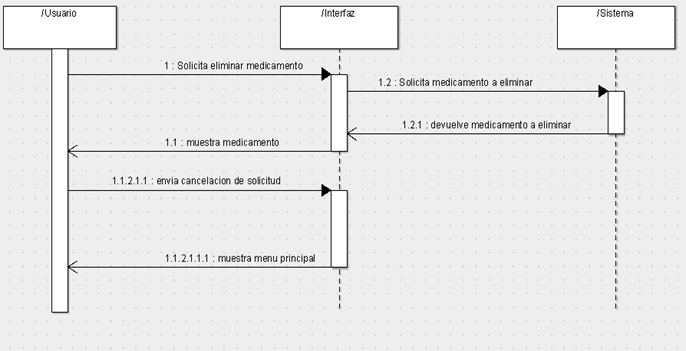 /Usuario
/Interfaz
/Sistema
1 : Solicita eliminar medicamento
1.2 : Solicita medicamento a eliminar
1.2.1 : devuelve medicamento a eliminar
1.1 : muestra medicamento
1.1.2.1.1 : envia cancelacion de solicitud
1.1.2.1.1.1 : muestra menu principal